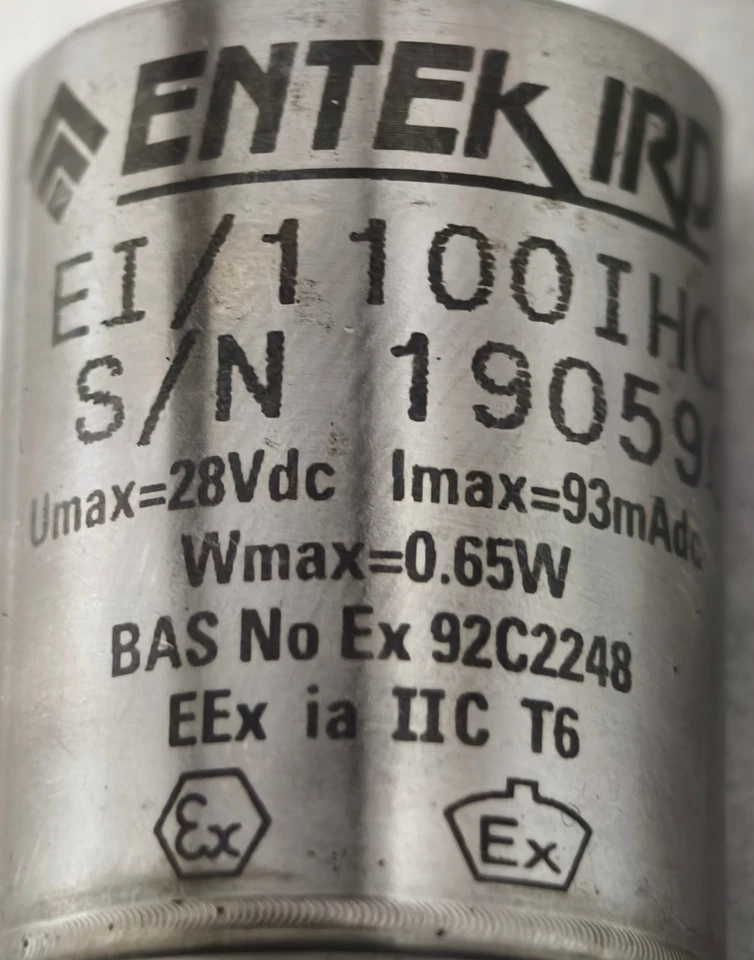 ENTEK IRD
EI/1100IH
S/N 19059
Umax=28Vdc Imax=93mAdc
Wmax=0.65W
BAS No Ex 92C2248
EEx ia IIC T6
Ex Ex